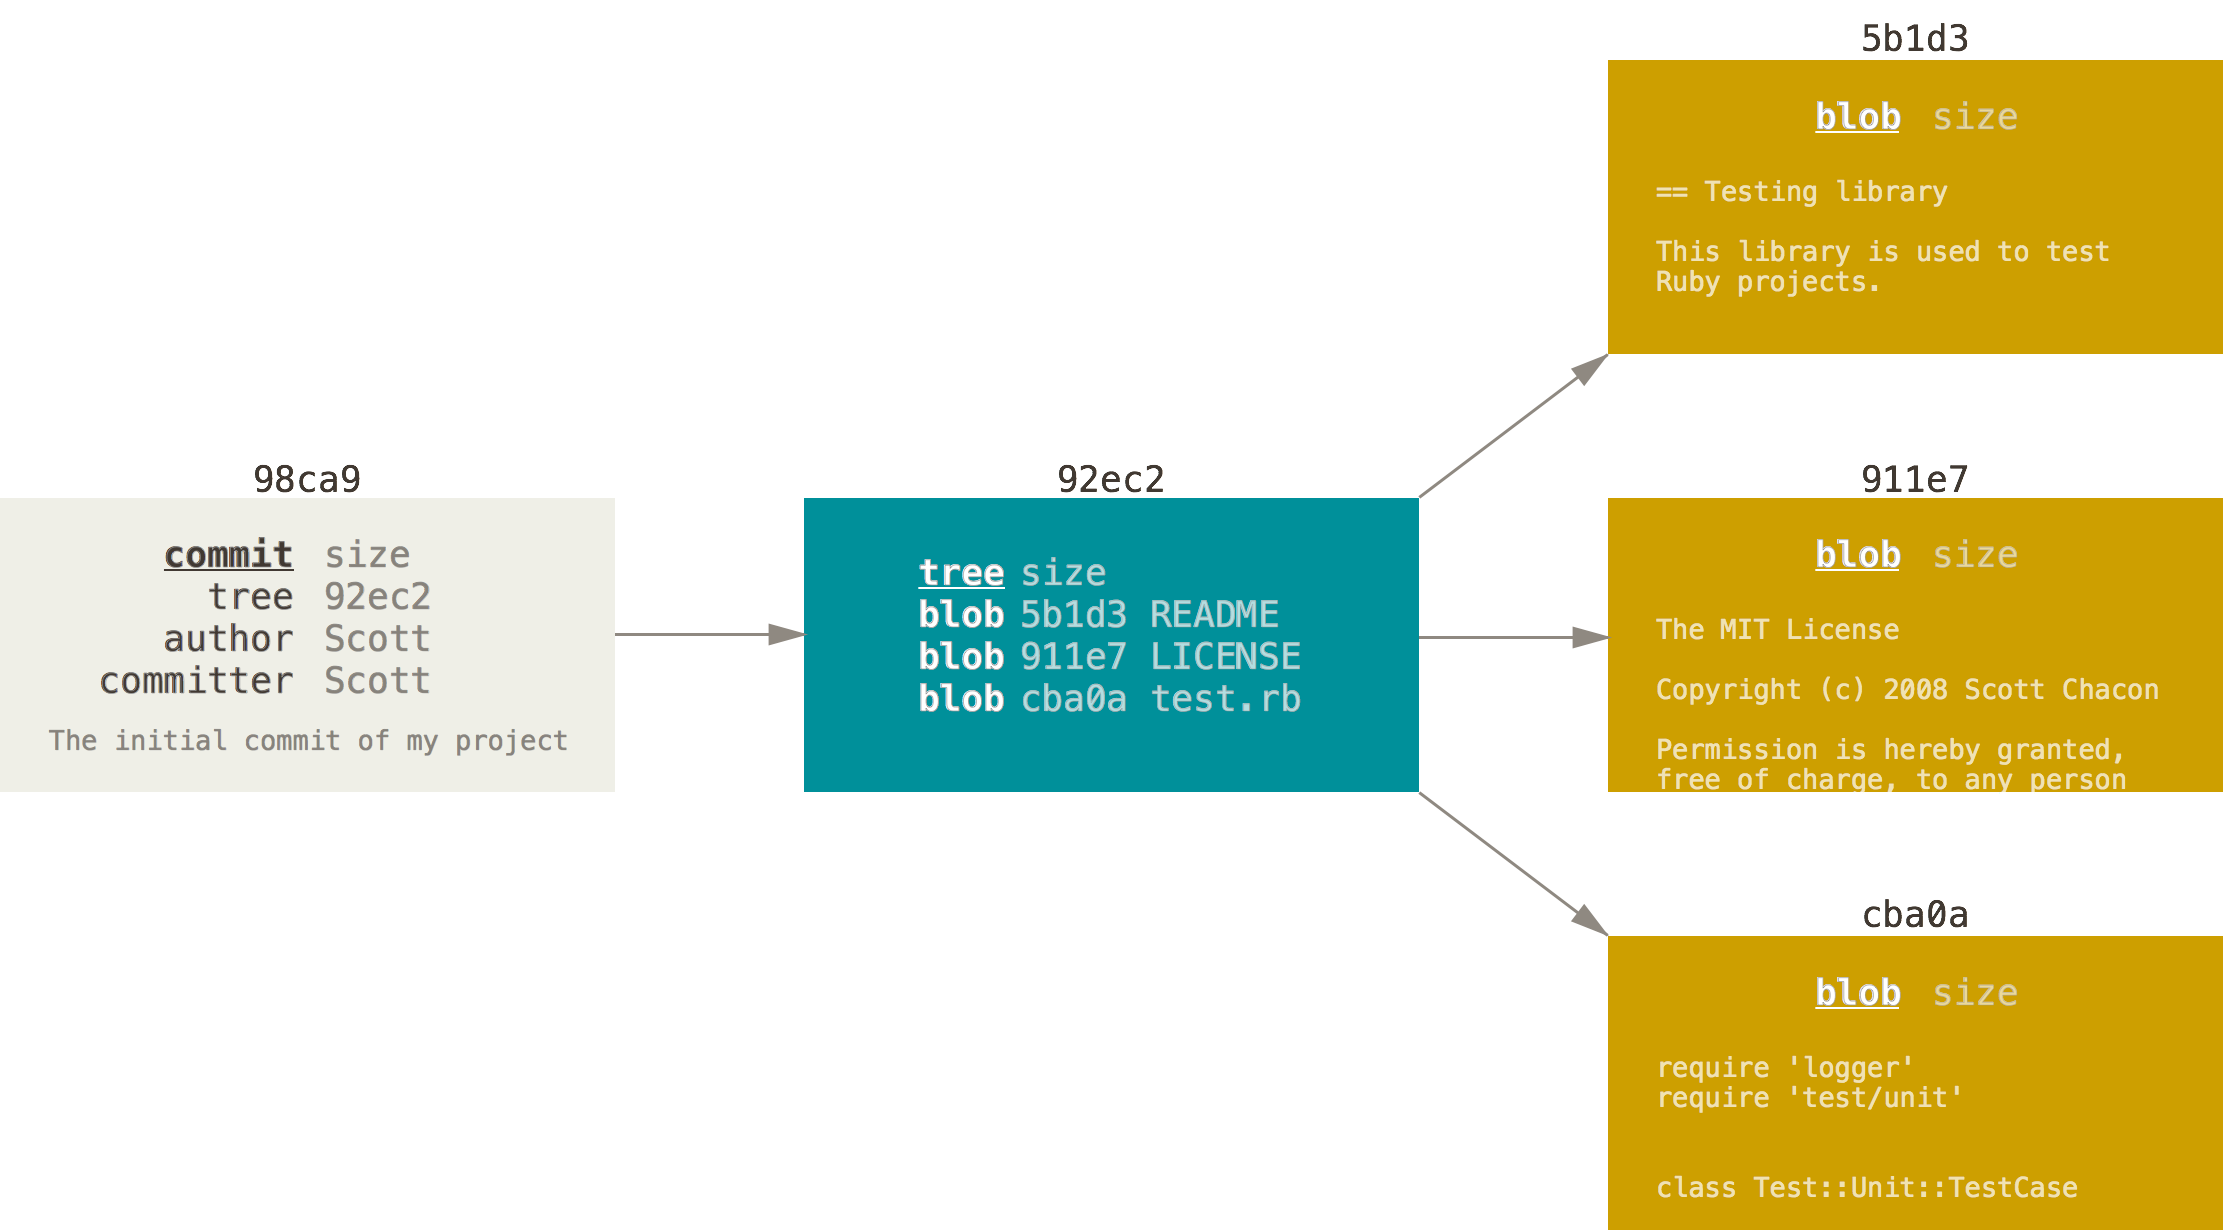 98ca9
commit size
tree 92ec2
author Scott
committer Scott
The initial commit of my project
92ec2
tree size
blob 5b1d3 README
blob 911e7 LICENSE
blob cba0a test.rb
5b1d3
blob size
== Testing library
This library is used to test
Ruby projects.
911e7
blob size
The MIT License
Copyright (c) 2008 Scott Chacon
Permission is hereby granted,
free of charge, to any person
cba0a
blob size
require 'logger'
require 'test/unit'
class Test::Unit::TestCase